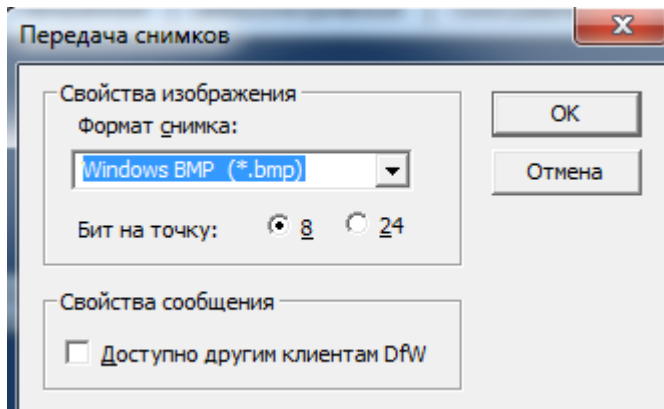 Передача снимков
Свойства изображения
Формат снимка:
Windows BMP (*.bmp)
Бит на точку: 8 24
Свойства сообщения
Доступно другим клиентам DfW
OK
Отмена